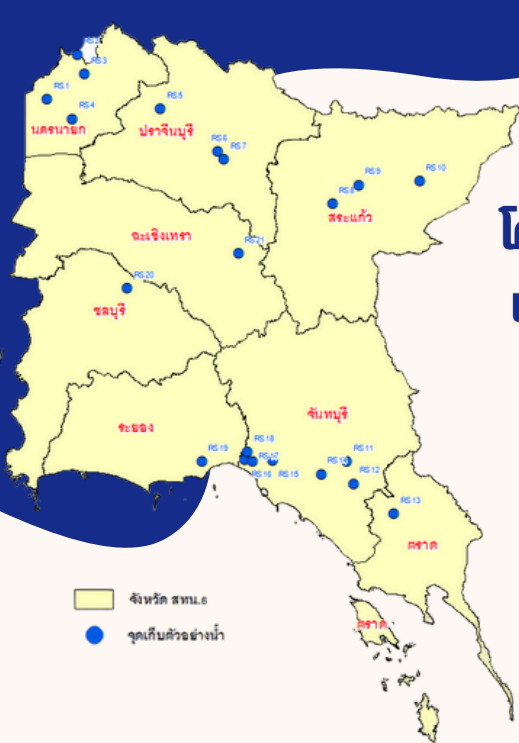 RS2
RS3
RS1
RS4
RS5
นครนายก
ปราจีนบุรี
RS6
RS7
RS9
RS10
RS8
สระแก้ว
ฉะเชิงเทรา
RS21
RS20
ชลบุรี
จันทบุรี
ระยอง
RS18
RS19
RS17
RS14
RS11
RS16
RS15
RS12
RS13
ตราด
จังหวัด สทน.6
จุดเก็บตัวอย่างน้ำ
ตราด